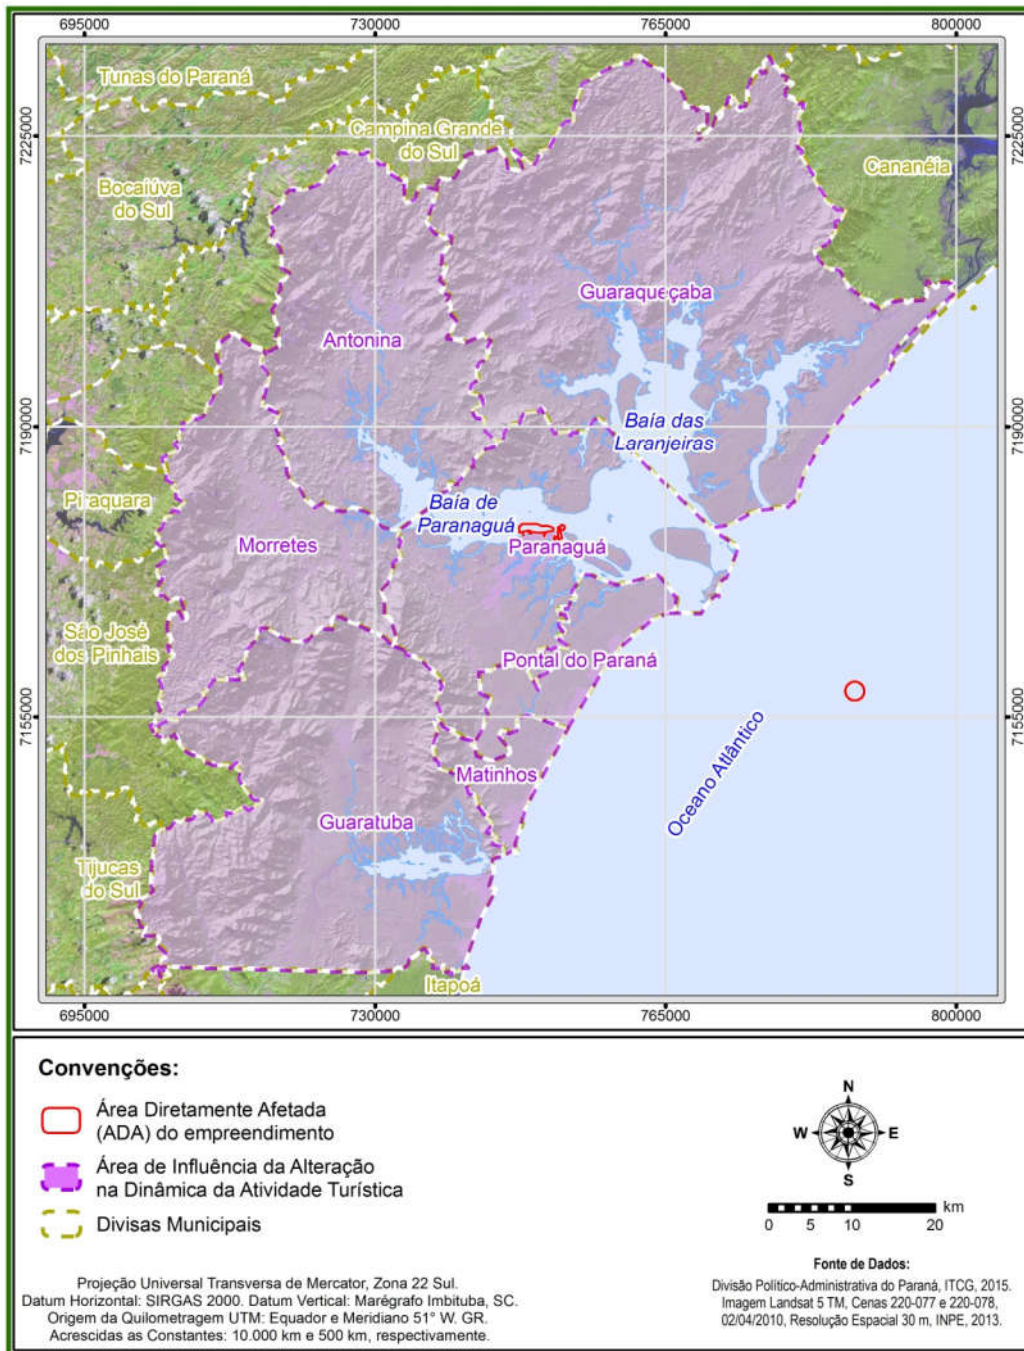 695000
730000
765000
800000
Tunas do Paraná
Campina Grande
do Sul
7225000
7225000
Cananéia
Bocaiúva
do Sul
Guaraqueçaba
Antonina
Baía das
Laranjeiras
7190000
7190000
Piraquara
Baía de
Paranaguá
Paranaguá
Morretes
São José
dos Pinhais
Pontal do Paraná
7155000
7155000
Matinhos
Oceano Atlântico
Guaratuba
Tijucas
do Sul
Itapoá
695000
730000
765000
800000
Convenções:
Área Diretamente Afetada
(ADA) do empreendimento
Área de Influência da Alteração
na Dinâmica da Atividade Turística
Divisas Municipais
N
W
E
S
km
0 5 10 20
Projeção Universal Transversa de Mercator, Zona 22 Sul.
Datum Horizontal: SIRGAS 2000. Datum Vertical: Marégrafo Imbituba, SC.
Origem da Quilometragem UTM: Equador e Meridiano 51° W. GR.
Acrescidas as Constantes: 10.000 km e 500 km, respectivamente.
Fonte de Dados:
Divisão Político-Administrativa do Paraná, ITCG, 2015.
Imagem Landsat 5 TM, Cenas 220-077 e 220-078,
02/04/2010, Resolução Espacial 30 m, INPE, 2013.